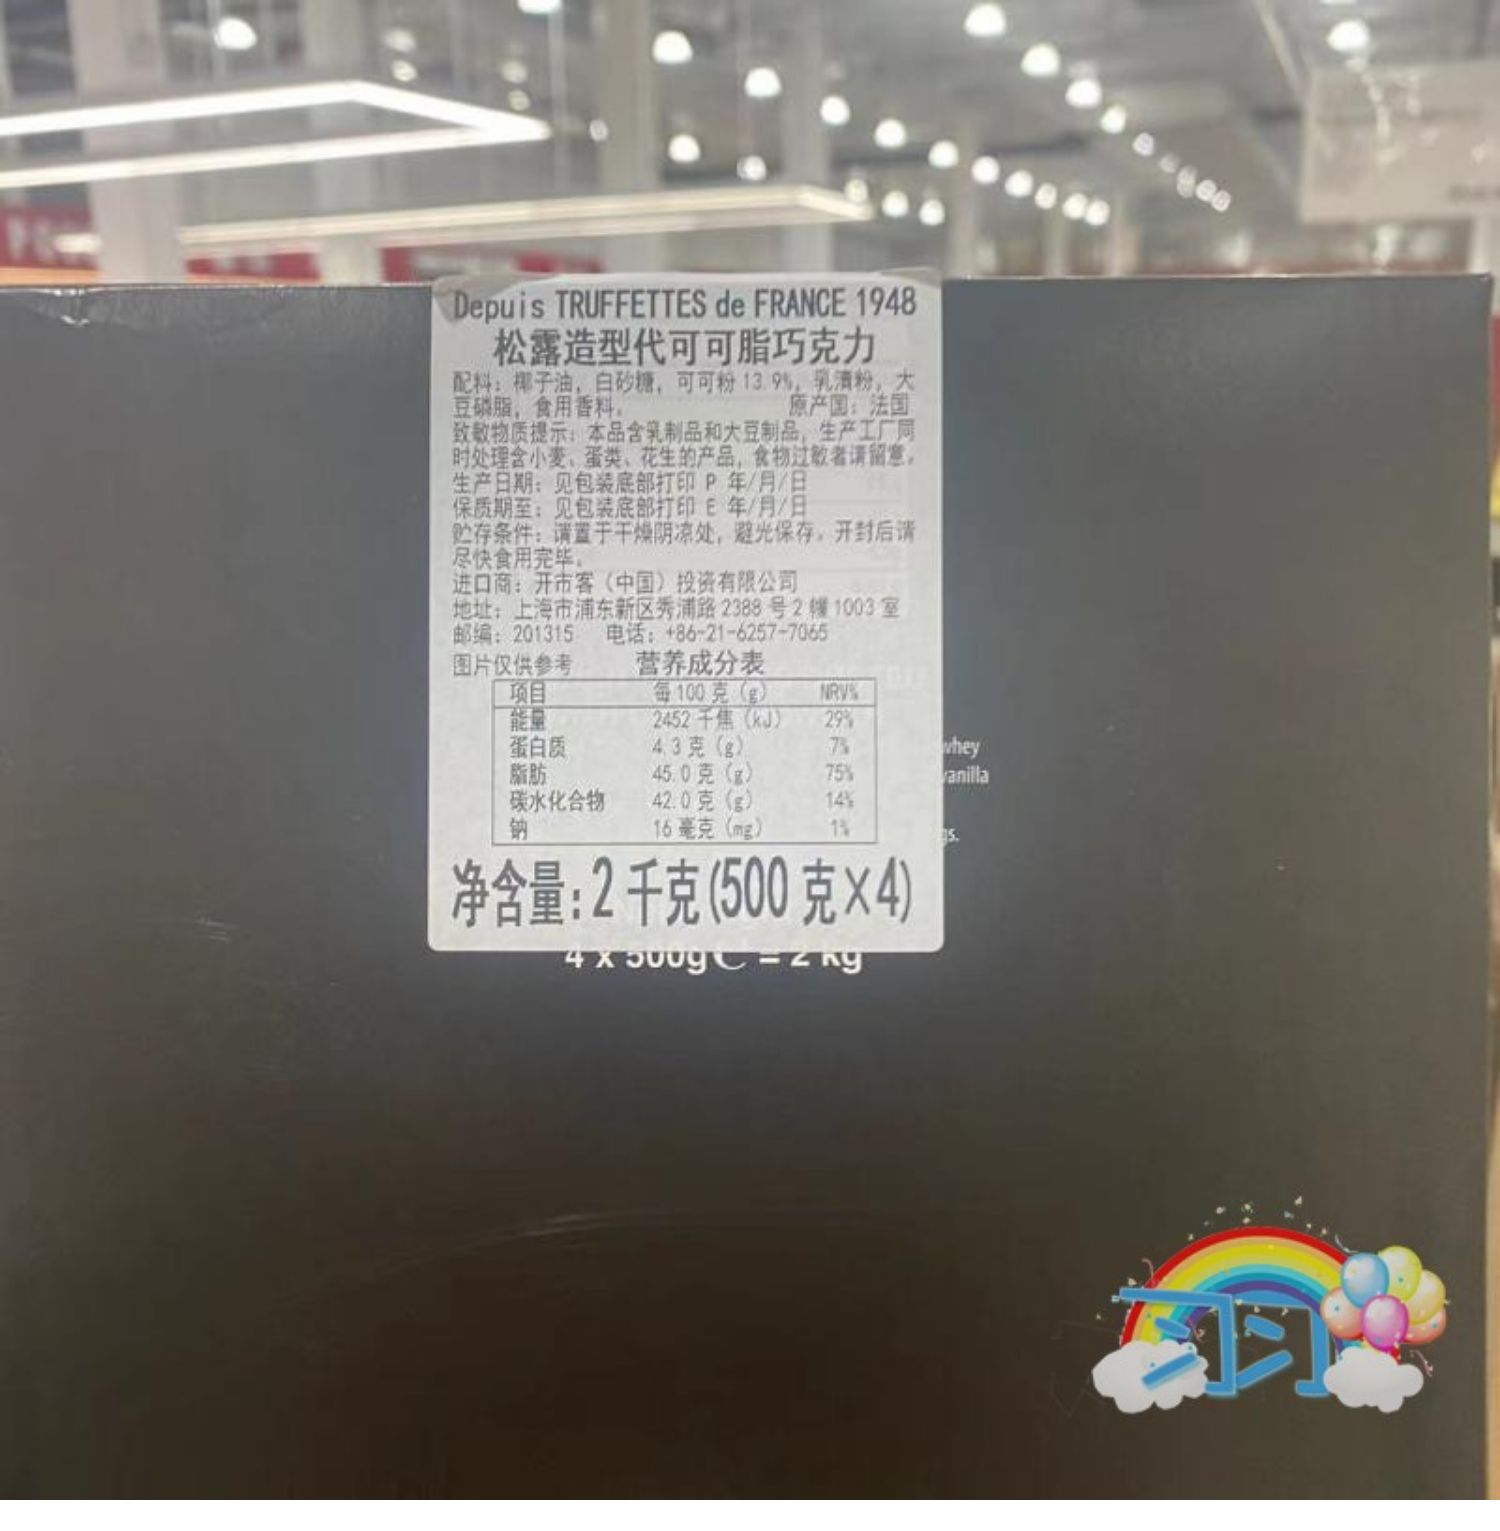 Depuis TRUFFETTES de FRANCE 1948
松露造型代可可脂巧克力
配料：椰子油，白砂糖，可可粉 13.9%，乳清粉，大
豆磷脂，食用香料。 原产国：法国
致敏物质提示：本品含乳制品和大豆制品，生产工厂同
时处理含小麦、蛋类、花生的产品，食物过敏者请留意。
生产日期：见包装底部打印 P 年/月/日
保质期至：见包装底部打印 E 年/月/日
贮存条件：请置于干燥阴凉处，避光保存。开封后请
尽快食用完毕。
进口商：开市客（中国）投资有限公司
地址：上海市浦东新区秀浦路 2388 号 2 幢 1003 室
邮编：201315 电话：+86-21-6257-7065
图片仅供参考 营养成分表
项目 每 100 克（g） NRV%
能量 2452 千焦（kJ） 29%
蛋白质 4.3 克（g） 7%
脂肪 45.0 克（g） 75%
碳水化合物 42.0 克（g） 14%
钠 16 毫克（mg） 1%
净含量：2 千克(500 克×4)
whey
vanilla
gs.
4 x 500g ℮ = 2 kg